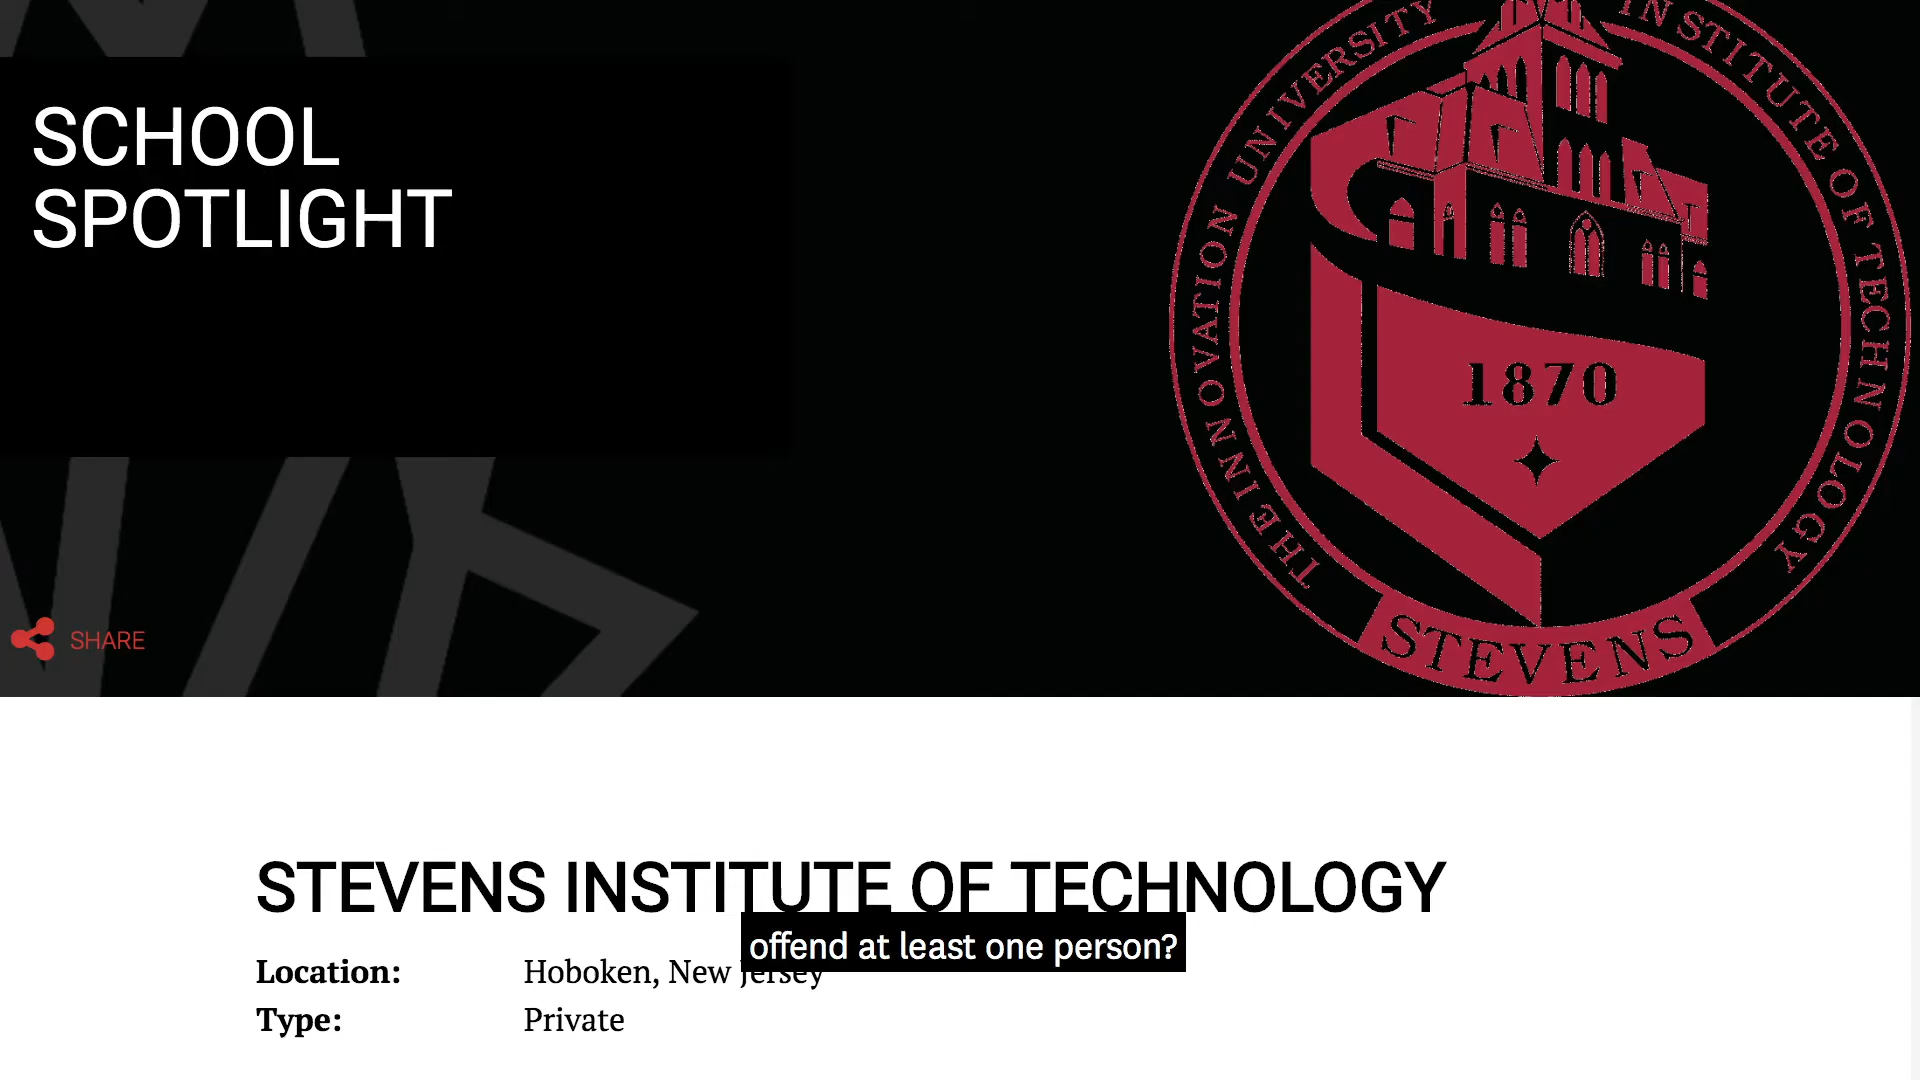 SCHOOL
SPOTLIGHT
THE INNOVATION UNIVERSITY
INSTITUTE OF TECHNOLOGY
1870
STEVENS
SHARE
STEVENS INSTITUTE OF TECHNOLOGY
offend at least one person?
Location: Hoboken, New Jersey
Type: Private